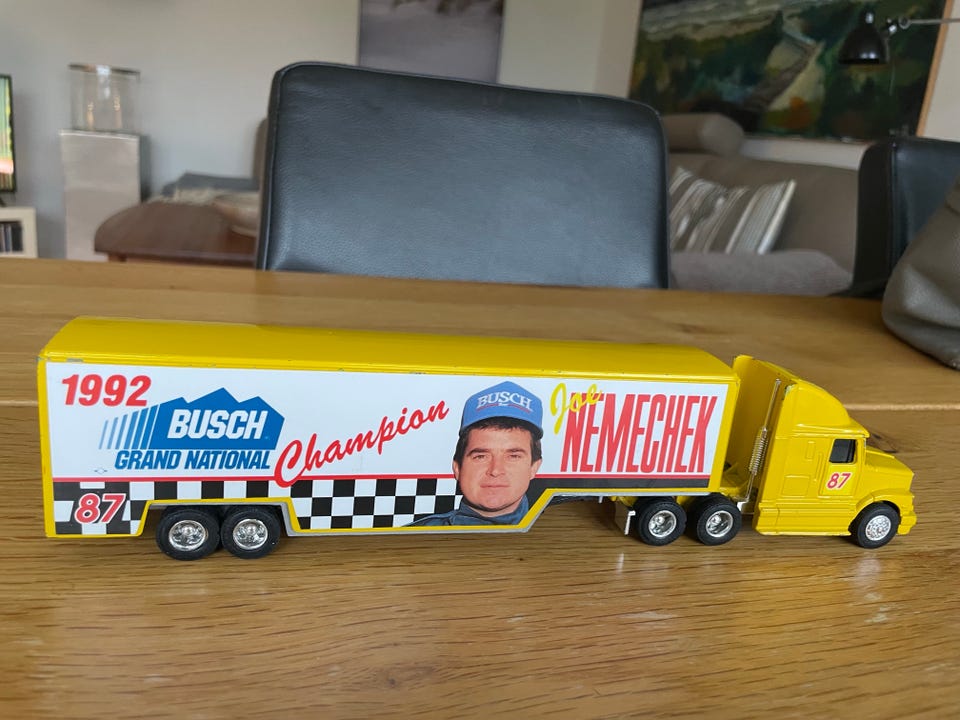 1992
BUSCH
GRAND NATIONAL
Champion
BUSCH
Joe
NEMECHEK
87
87